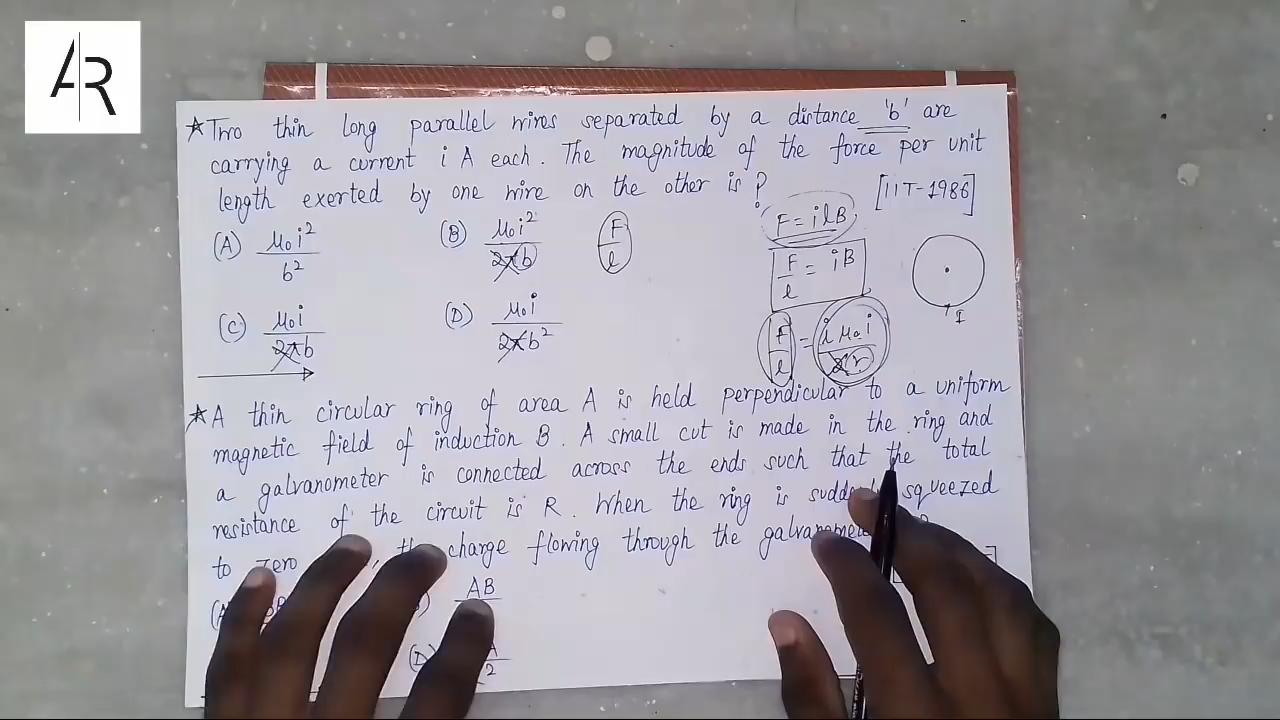 AR
★ Two thin long parallel wires separated by a distance 'b' are
carrying a current i A each. The magnitude of the force per unit
length exerted by one wire on the other is ?
[IIT-1986]
(A) μ₀i² / b²
(B) μ₀i² / 2πb
F / l
F = ilB
F / l = iB
I
(C) μ₀i / 2πb
(D) μ₀i / 2πb²
F / l = i μ₀ i / 2r
★ A thin circular ring of area A is held perpendicular to a uniform
magnetic field of induction B. A small cut is made in the ring and
a galvanometer is connected across the ends such that the total
resistance of the circuit is R. When the ring is squeezed
to zero the charge flowing through the
AB
(D)
2